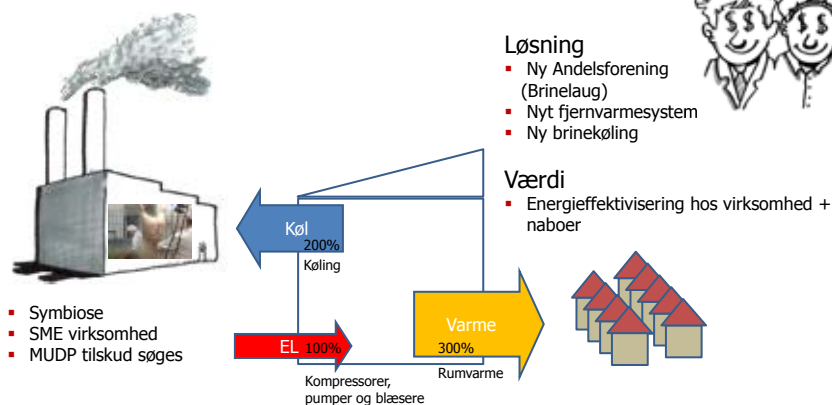 Løsning
▪ Ny Andelsforening
(Brinelaug)
▪ Nyt fjernvarmesystem
▪ Ny brinekøling
Værdi
▪ Energieffektivisering hos virksomhed +
naboer
Køl
200%
Køling
▪ Symbiose
▪ SME virksomhed
▪ MUDP tilskud søges
EL 100%
Kompressorer,
pumper og blæsere
Varme
300%
Rumvarme